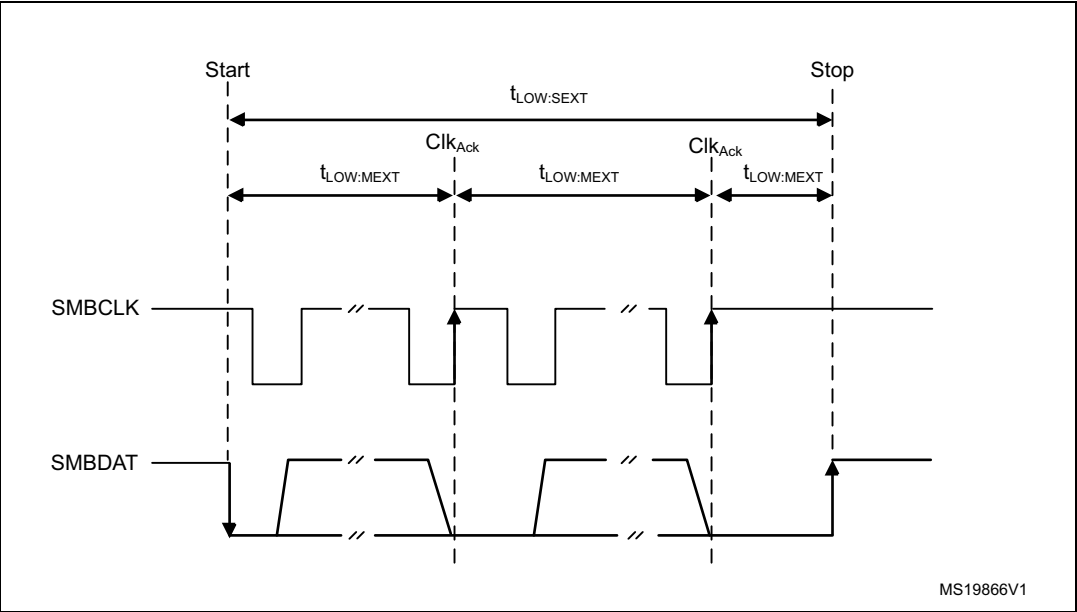 Start Stop
tLOW:SEXT
ClkAck ClkAck
tLOW:MEXT tLOW:MEXT tLOW:MEXT
SMBCLK
SMBDAT
MS19866V1